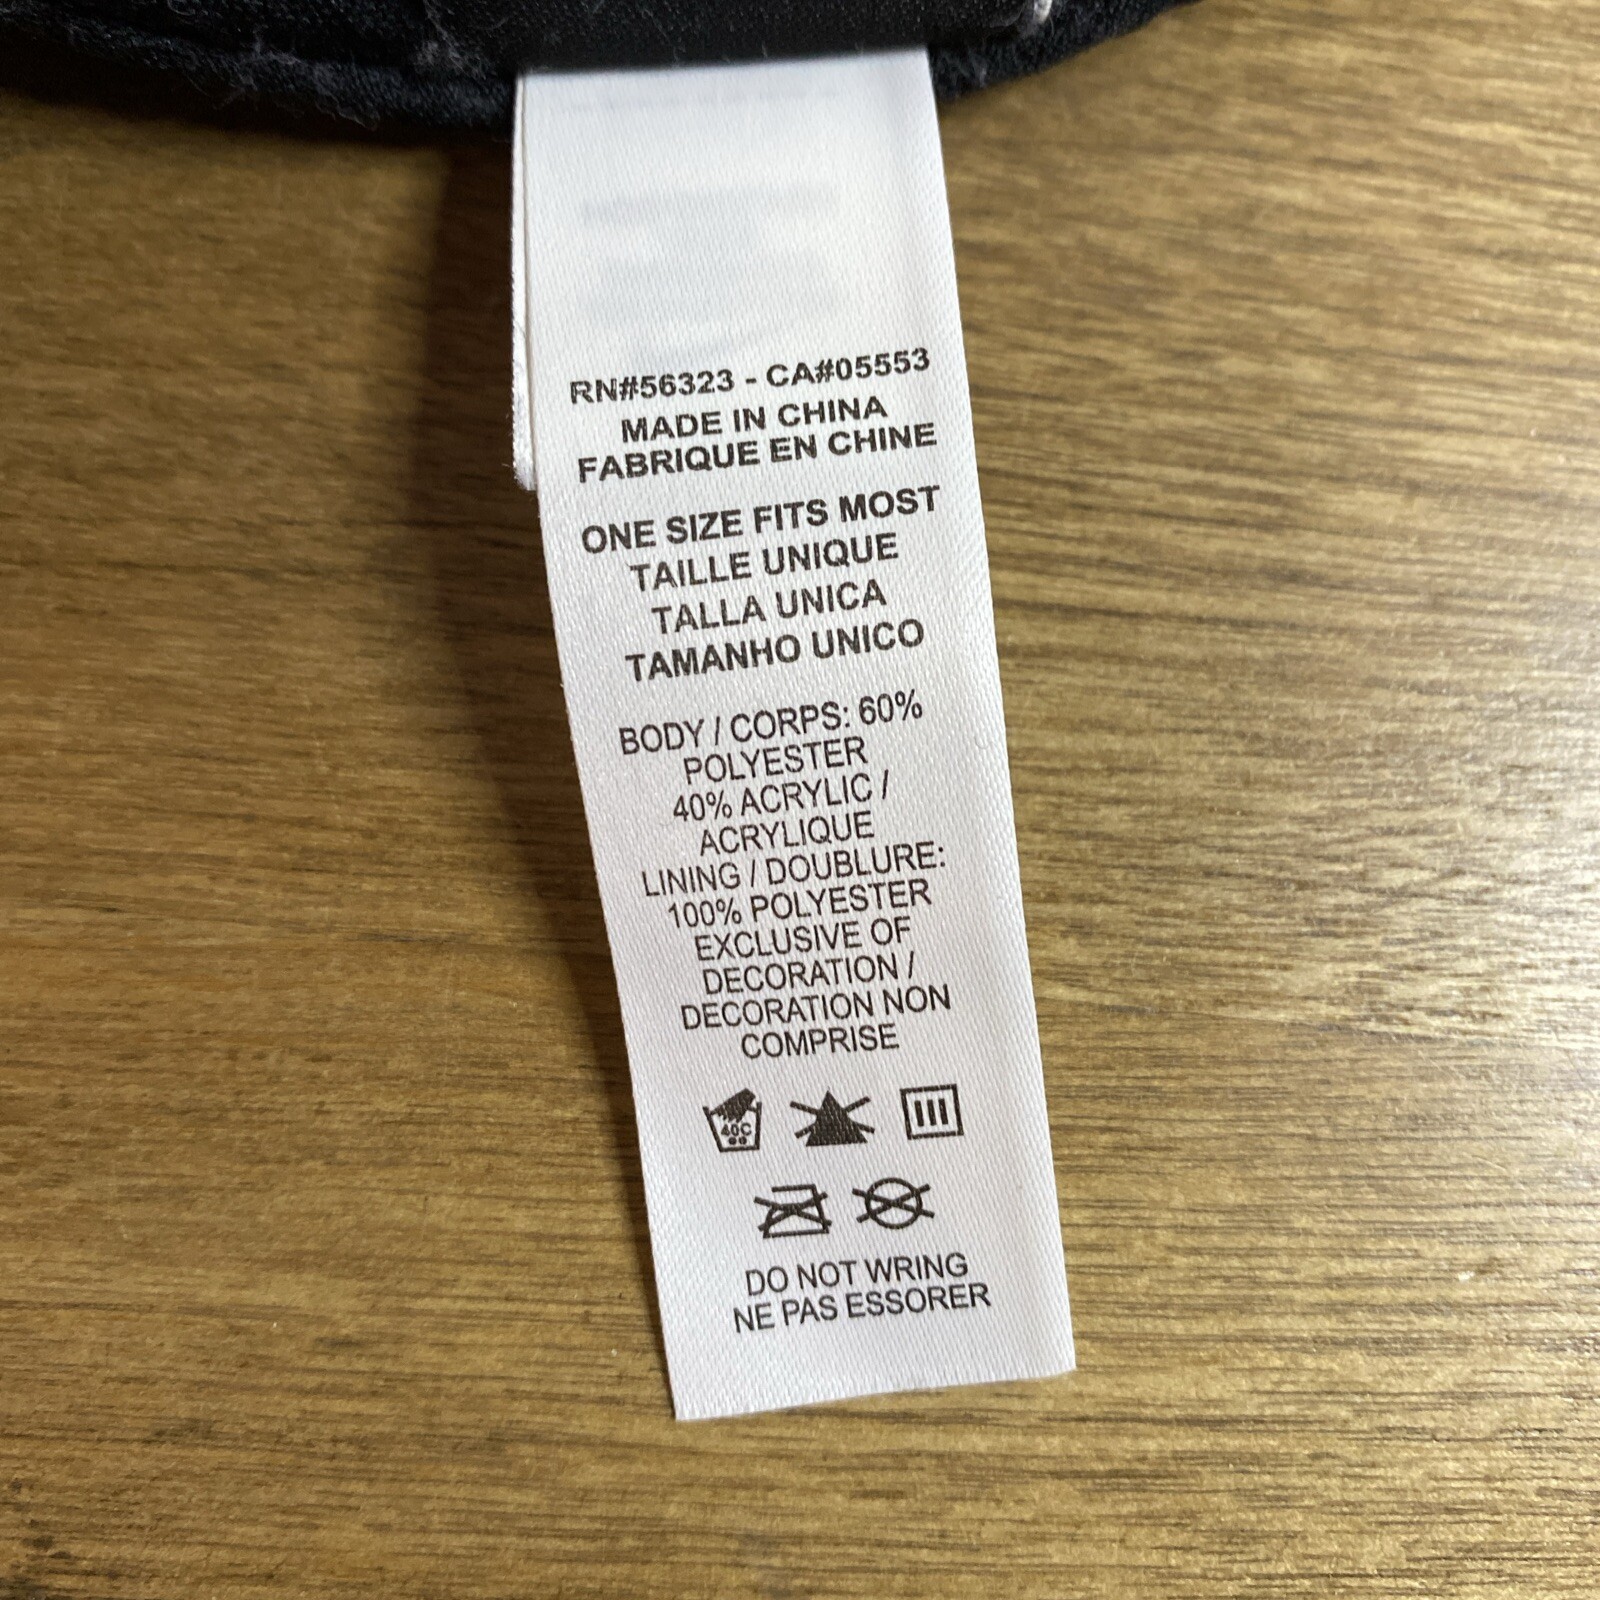 RN#56323 - CA#05553
MADE IN CHINA
FABRIQUE EN CHINE
ONE SIZE FITS MOST
TAILLE UNIQUE
TALLA UNICA
TAMANHO UNICO
BODY / CORPS: 60%
POLYESTER
40% ACRYLIC /
ACRYLIQUE
LINING / DOUBLURE:
100% POLYESTER
EXCLUSIVE OF
DECORATION /
DECORATION NON
COMPRISE
40C
DO NOT WRING
NE PAS ESSORER